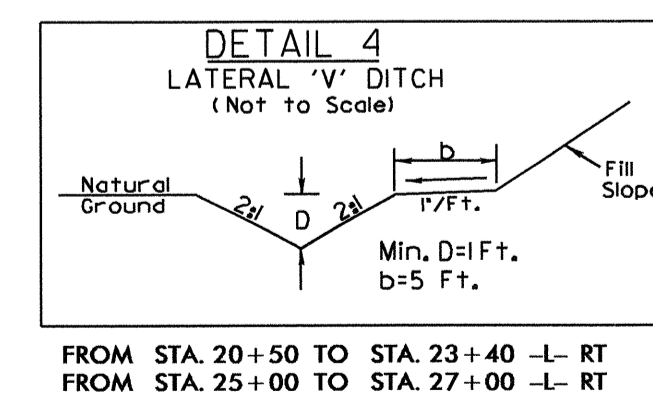 DETAIL 4
LATERAL 'V' DITCH
(Not to Scale)
b
Natural
Ground
2:1
D
2:1
1"/Ft.
Fill
Slope
Min. D=1 Ft.
b=5 Ft.
FROM STA. 20+50 TO STA. 23+40 -L- RT
FROM STA. 25+00 TO STA. 27+00 -L- RT